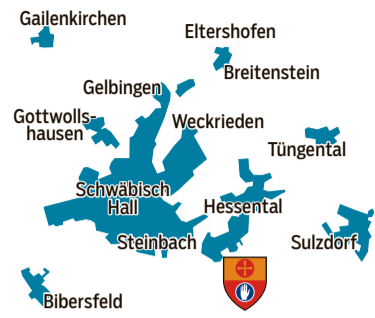 Gailenkirchen
Eltershofen
Breitenstein
Gelbingen
Gottwolls-
hausen
Weckrieden
Tüngental
Schwäbisch
Hall
Hessental
Steinbach
Sulzdorf
Bibersfeld